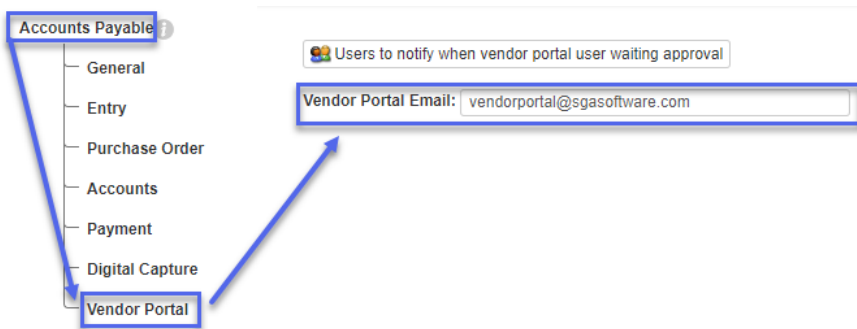 Accounts Payable
General
Entry
Purchase Order
Accounts
Payment
Digital Capture
Vendor Portal
Users to notify when vendor portal user waiting approval
Vendor Portal Email: vendorportal@sgasoftware.com